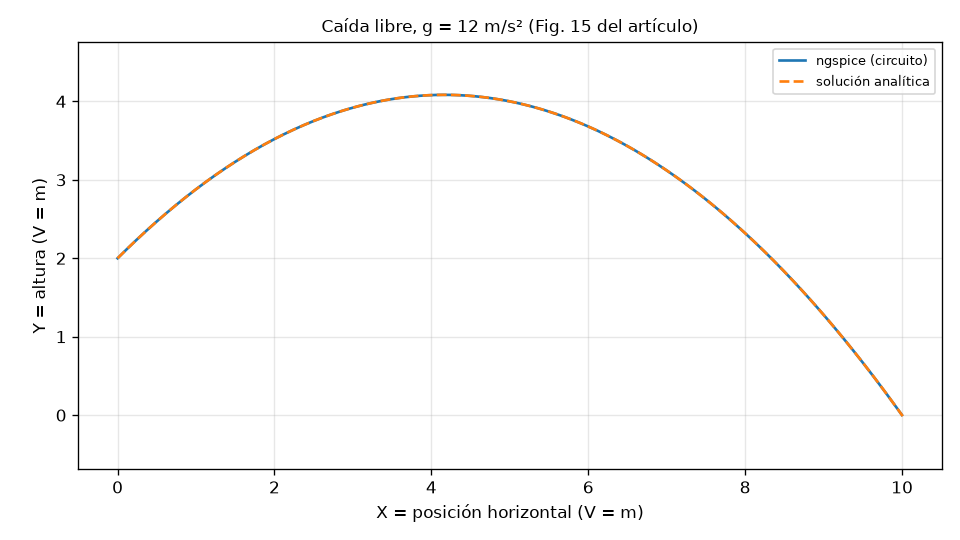 Caída libre, g = 12 m/s² (Fig. 15 del artículo)
ngspice (circuito)
solución analítica
Y = altura (V = m)
4
3
2
1
0
0 2 4 6 8 10
X = posición horizontal (V = m)